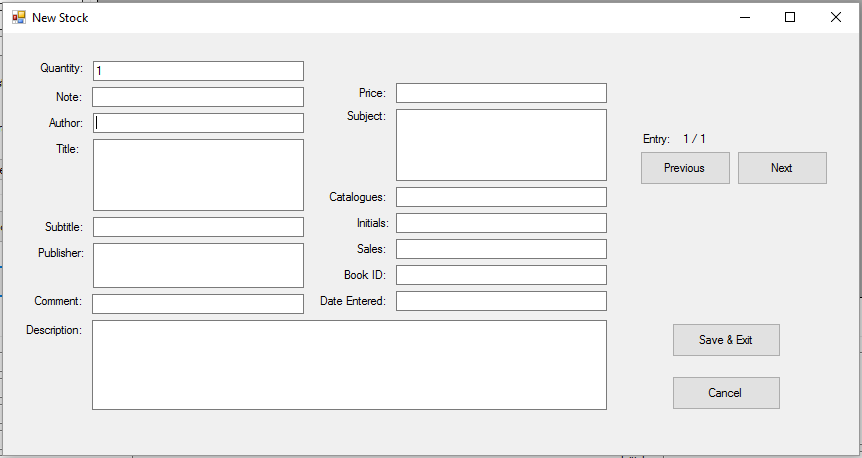 New Stock
Quantity: 1
Note:
Author:
Title:
Subtitle:
Publisher:
Comment:
Description:
Price:
Subject:
Catalogues:
Initials:
Sales:
Book ID:
Date Entered:
Entry: 1 / 1
Previous
Next
Save & Exit
Cancel